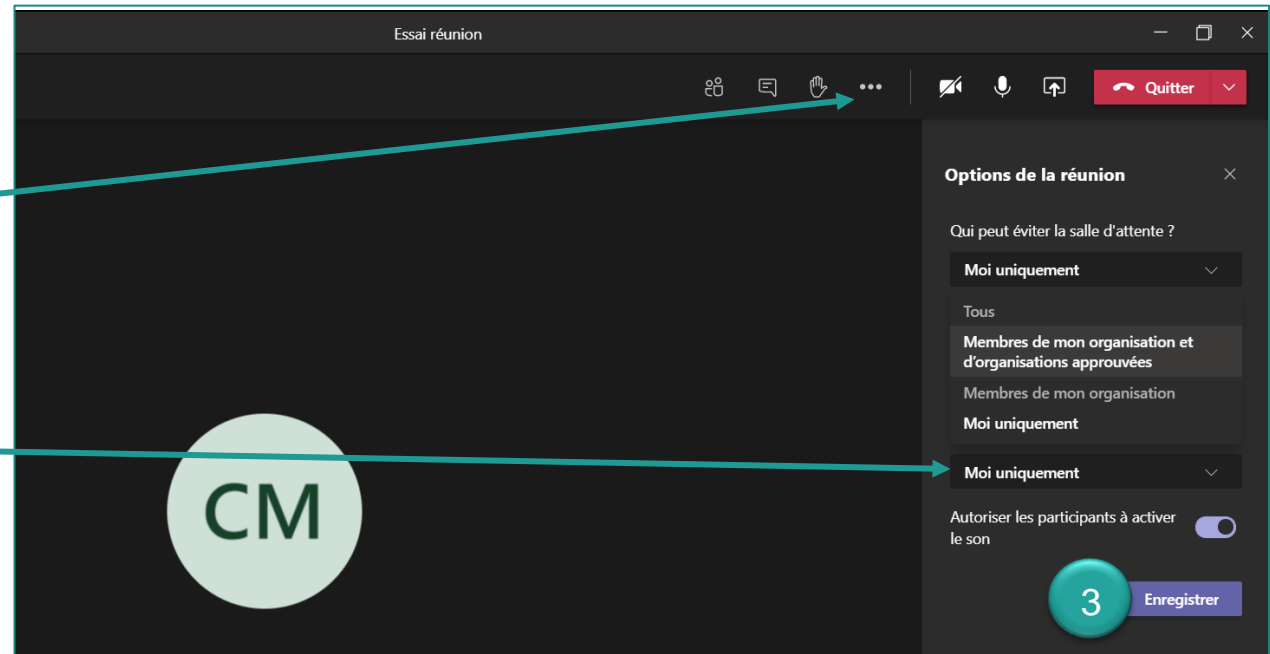 Essai réunion
Quitter
Options de la réunion
Qui peut éviter la salle d'attente ?
Moi uniquement
Tous
Membres de mon organisation et
d'organisations approuvées
Membres de mon organisation
Moi uniquement
Moi uniquement
Autoriser les participants à activer
le son
3
Enregistrer
CM